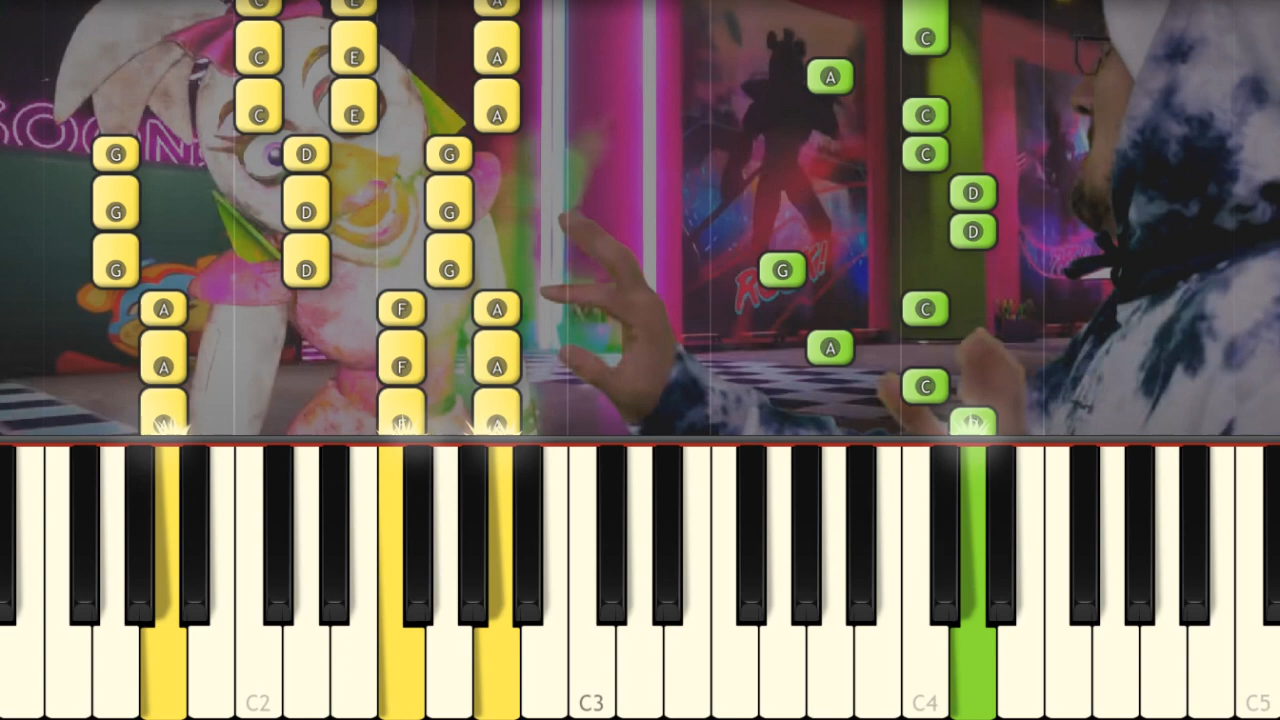 C E A
C
C E A
A
C E A C
G D G C
D
G D G
D
G D G G
A F A C
A
A F A
C
A F A D
C2 C3 C4 C5